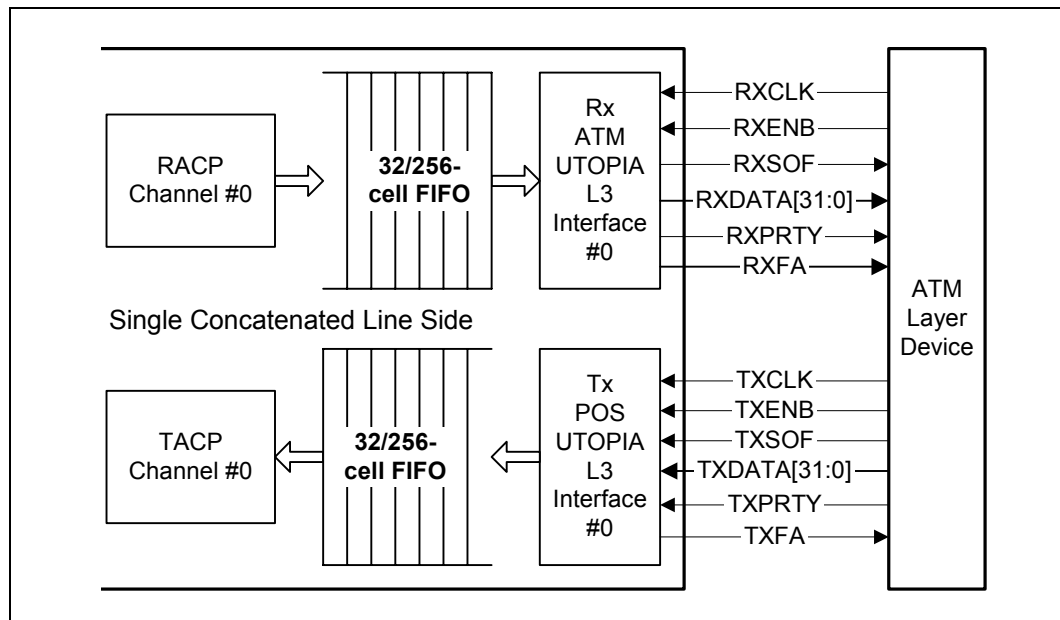 RACP
Channel #0
32/256-
cell FIFO
Rx
ATM
UTOPIA
L3
Interface
#0
RXCLK
RXENB
RXSOF
RXDATA[31:0]
RXPRTY
RXFA
ATM
Layer
Device
Single Concatenated Line Side
TACP
Channel #0
32/256-
cell FIFO
Tx
POS
UTOPIA
L3
Interface
#0
TXCLK
TXENB
TXSOF
TXDATA[31:0]
TXPRTY
TXFA